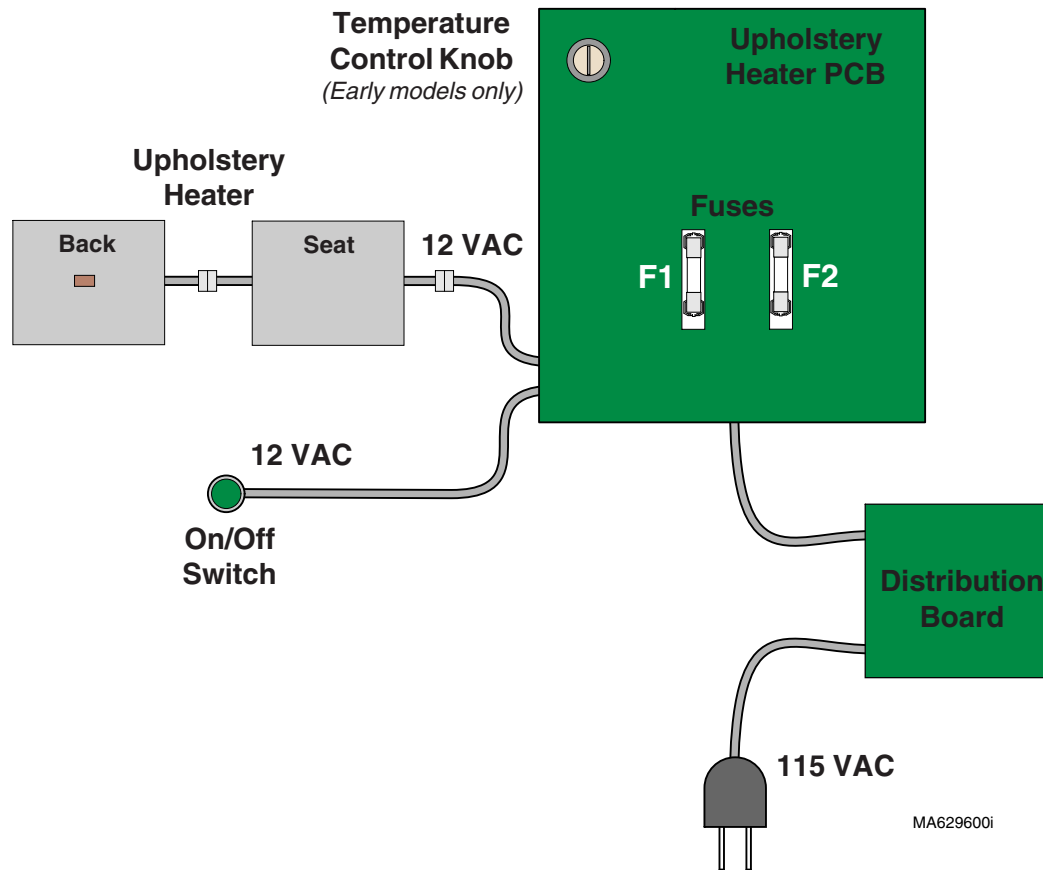 Temperature
Control Knob
(Early models only)
Upholstery
Heater PCB
Upholstery
Heater
Back
Seat
12 VAC
Fuses
F1
F2
12 VAC
On/Off
Switch
Distribution
Board
115 VAC
MA629600i